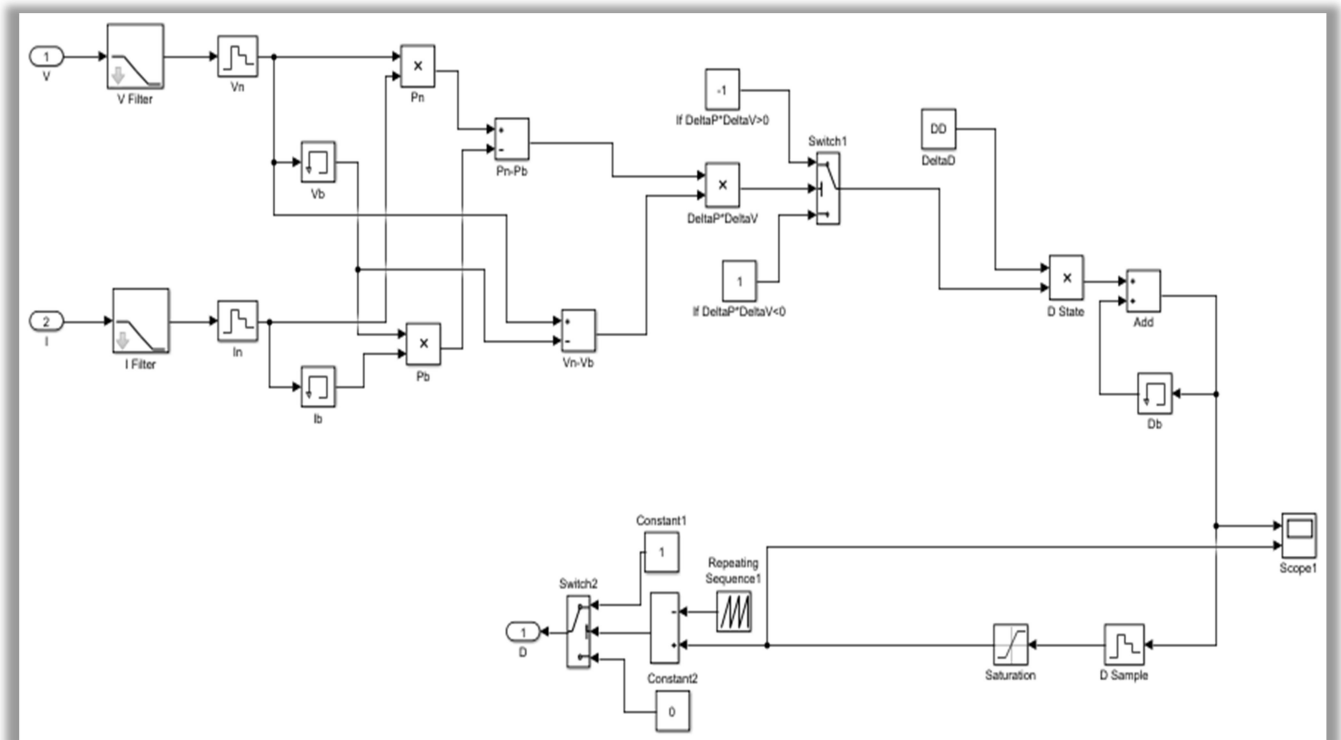 1
V
V Filter
Vn
×
Pn
+
-
Pn-Pb
Vb
-1
If DeltaP*DeltaV>0
Switch1
×
DeltaP*DeltaV
DD
DeltaD
1
If DeltaP*DeltaV<0
2
I
I Filter
In
Ib
×
Pb
+
-
Vn-Vb
×
D State
+
+
Add
Db
Scope1
Constant1
1
Repeating
Sequence1
Switch2
1
D
-
+
Constant2
0
Saturation
D Sample